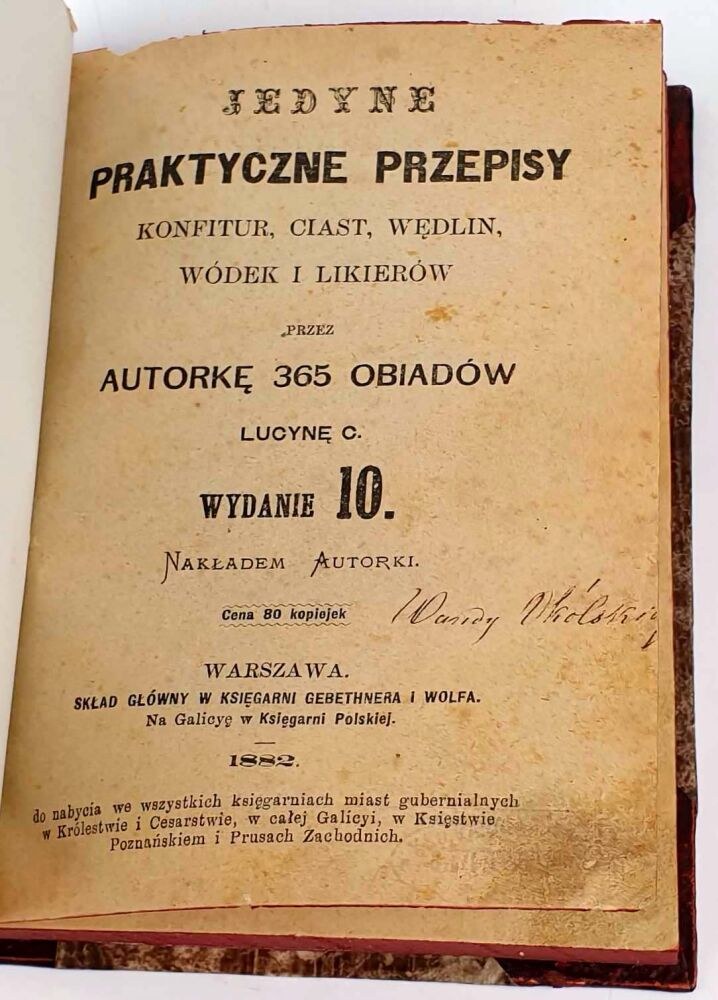 JEDYNE
PRAKTYCZNE PRZEPISY
KONFITUR, CIAST, WĘDLIN,
WÓDEK I LIKIERÓW
PRZEZ
AUTORKĘ 365 OBIADÓW
LUCYNĘ C.
WYDANIE 10.
NAKŁADEM AUTORKI.
Cena 80 kopiejek
Wandy
WARSZAWA.
SKŁAD GŁÓWNY W KSIĘGARNI GEBETHNERA I WOLFA.
Na Galicyę w Księgarni Polskiej.
1882.
do nabycia we wszystkich księgarniach miast gubernialnych
w Królestwie i Cesarstwie, w całej Galicyi, w Księstwie
Poznańskiem i Prusach Zachodnich.